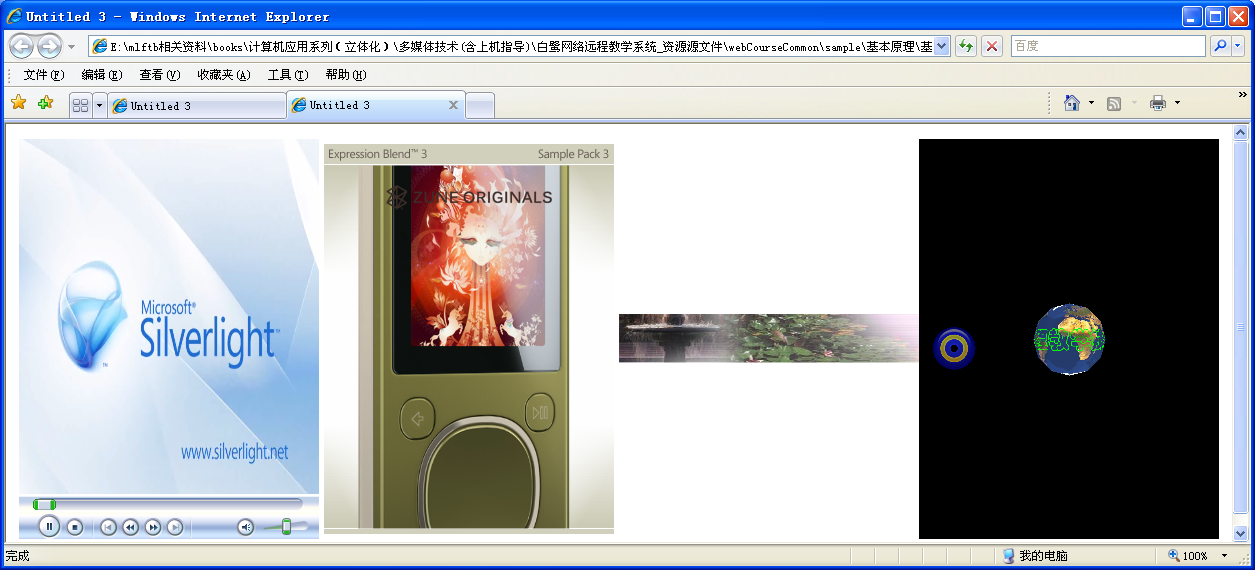 Untitled 3 - Windows Internet Explorer
E:\mlftb相关资料\books\计算机应用系列(立体化)\多媒体技术(含上机指导)\白鹭网络远程教学系统_资源源文件\webCourseCommon\sample\基本原理\基
百度
文件(F) 编辑(E) 查看(V) 收藏夹(A) 工具(T) 帮助(H)
Untitled 3
Untitled 3
Expression Blend™ 3 Sample Pack 3
ZUNE ORIGINALS
Microsoft®
Silverlight™
www.silverlight.net
完成
我的电脑
100%